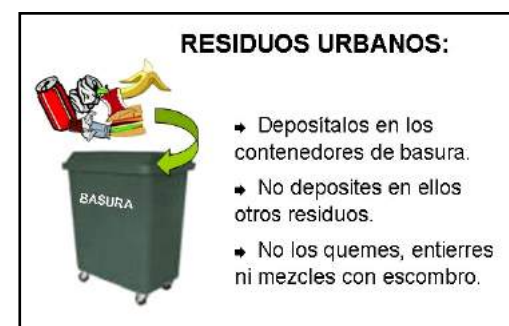 RESIDUOS URBANOS:
➨ Deposítalos en los
contenedores de basura.
➨ No deposites en ellos
otros residuos.
➨ No los quemes, entierres
ni mezcles con escombro.
BASURA